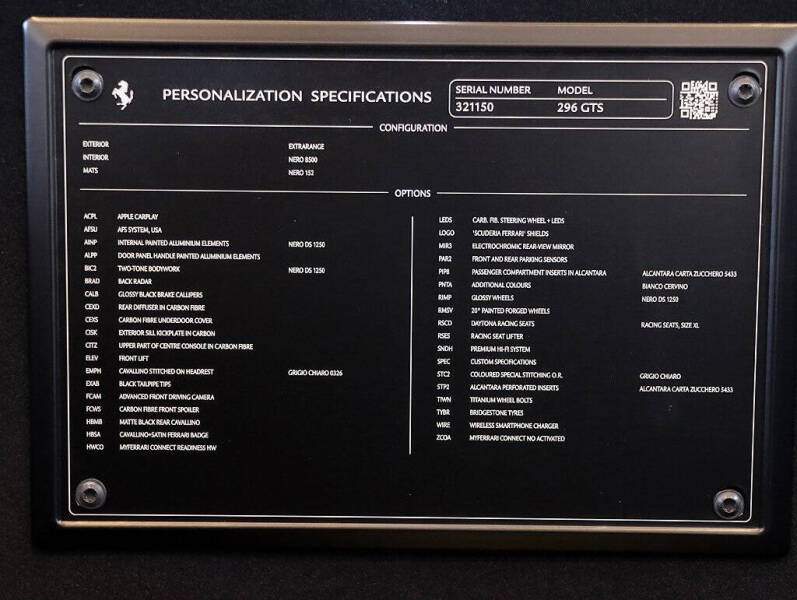 PERSONALIZATION SPECIFICATIONS
SERIAL NUMBER MODEL
321150 296 GTS
CONFIGURATION
EXTERIOR EXTRARANGE
INTERIOR NERO 8500
MATS NERO 152
OPTIONS
ACPL APPLE CARPLAY
AFSU AFS SYSTEM, USA
AINP INTERNAL PAINTED ALUMINIUM ELEMENTS NERO DS 1250
ALPP DOOR PANEL HANDLE PAINTED ALUMINIUM ELEMENTS
BIC2 TWO-TONE BODYWORK NERO DS 1250
BRAD BACK RADAR
CALB GLOSSY BLACK BRAKE CALLIPERS
CEXD REAR DIFFUSER IN CARBON FIBRE
CEXS CARBON FIBRE UNDERDOOR COVER
CISK EXTERIOR SILL KICKPLATE IN CARBON
CITZ UPPER PART OF CENTRE CONSOLE IN CARBON FIBRE
ELEV FRONT LIFT
EMPH CAVALLINO STITCHED ON HEADREST GRIGIO CHIARO 0326
EXAB BLACK TAILPIPE TIPS
FCAM ADVANCED FRONT DRIVING CAMERA
FCWS CARBON FIBRE FRONT SPOILER
HBMB MATTE BLACK REAR CAVALLINO
HBSA CAVALLINO+SATIN FERRARI BADGE
HWCO MYFERRARI CONNECT READINESS HW
LEDS CARB. FIB. STEERING WHEEL + LEDS
LOGO 'SCUDERIA FERRARI' SHIELDS
MIR3 ELECTROCHROMIC REAR-VIEW MIRROR
PAR2 FRONT AND REAR PARKING SENSORS
PIP8 PASSENGER COMPARTMENT INSERTS IN ALCANTARA ALCANTARA CARTA ZUCCHERO 5433
PNTA ADDITIONAL COLOURS BIANCO CERVINO
RIMP GLOSSY WHEELS NERO DS 1250
RMSV 20" PAINTED FORGED WHEELS
RSCD DAYTONA RACING SEATS RACING SEATS, SIZE XL
RSES RACING SEAT LIFTER
SNDH PREMIUM HI-FI SYSTEM
SPEC CUSTOM SPECIFICATIONS
STC2 COLOURED SPECIAL STITCHING O.R. GRIGIO CHIARO
STP2 ALCANTARA PERFORATED INSERTS ALCANTARA CARTA ZUCCHERO 5433
TIWN TITANIUM WHEEL BOLTS
TYBR BRIDGESTONE TYRES
WIRE WIRELESS SMARTPHONE CHARGER
ZCOA MYFERRARI CONNECT NO ACTIVATED